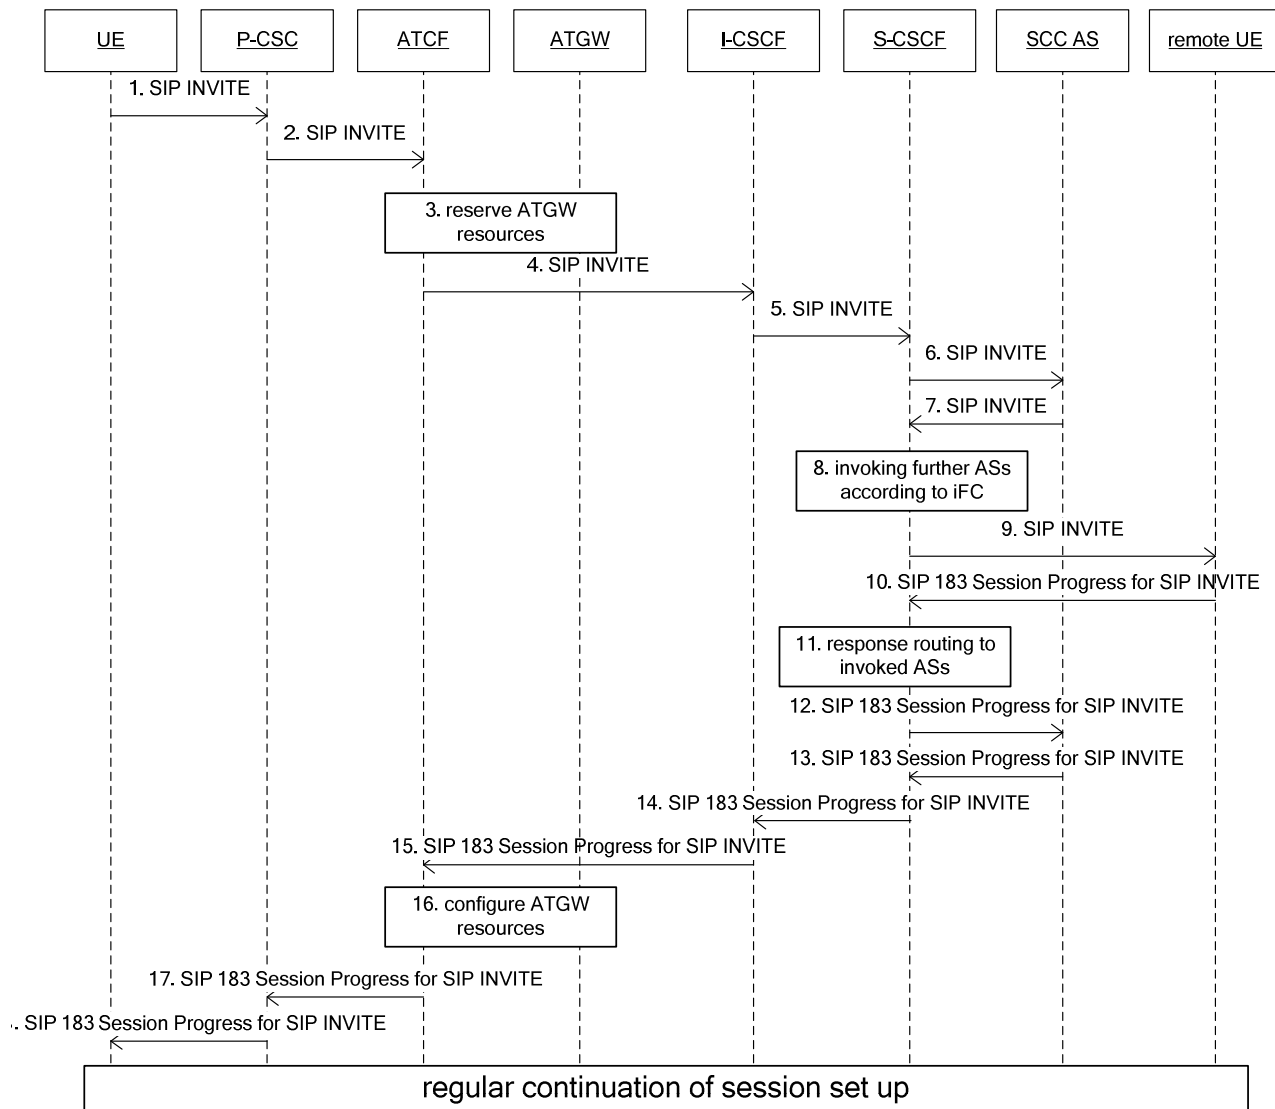 UE P-CSC ATCF ATGW I-CSCF S-CSCF SCC AS remote UE
1. SIP INVITE
2. SIP INVITE
3. reserve ATGW
resources
4. SIP INVITE
5. SIP INVITE
6. SIP INVITE
7. SIP INVITE
8. invoking further ASs
according to iFC
9. SIP INVITE
10. SIP 183 Session Progress for SIP INVITE
11. response routing to
invoked ASs
12. SIP 183 Session Progress for SIP INVITE
13. SIP 183 Session Progress for SIP INVITE
14. SIP 183 Session Progress for SIP INVITE
15. SIP 183 Session Progress for SIP INVITE
16. configure ATGW
resources
17. SIP 183 Session Progress for SIP INVITE
. SIP 183 Session Progress for SIP INVITE
regular continuation of session set up